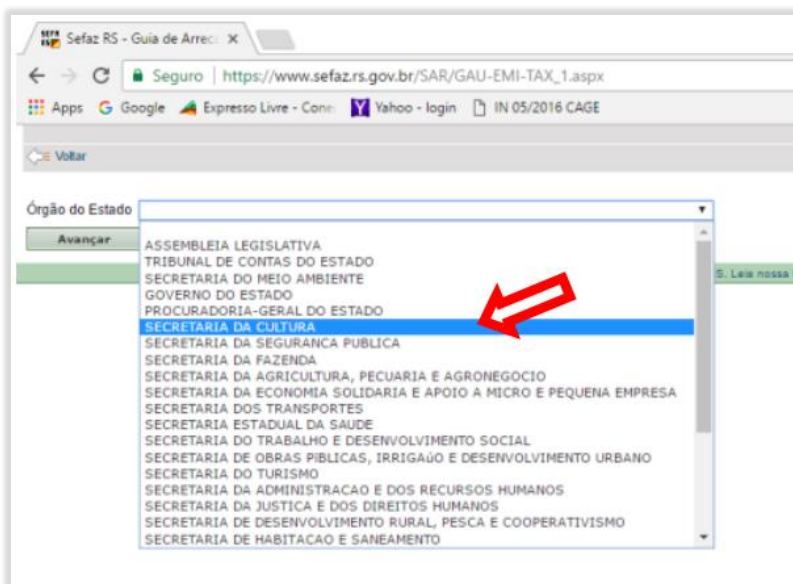 Sefaz RS - Guia de Arrec
Seguro | https://www.sefaz.rs.gov.br/SAR/GAU-EMI-TAX_1.aspx
Apps Google Expresso Livre - Cone Yahoo - login IN 05/2016 CAGE
Voltar
Órgão do Estado
Avançar
S. Leia nossa
ASSEMBLEIA LEGISLATIVA
TRIBUNAL DE CONTAS DO ESTADO
SECRETARIA DO MEIO AMBIENTE
GOVERNO DO ESTADO
PROCURADORIA-GERAL DO ESTADO
SECRETARIA DA CULTURA
SECRETARIA DA SEGURANCA PUBLICA
SECRETARIA DA FAZENDA
SECRETARIA DA AGRICULTURA, PECUARIA E AGRONEGOCIO
SECRETARIA DA ECONOMIA SOLIDARIA E APOIO A MICRO E PEQUENA EMPRESA
SECRETARIA DOS TRANSPORTES
SECRETARIA ESTADUAL DA SAUDE
SECRETARIA DO TRABALHO E DESENVOLVIMENTO SOCIAL
SECRETARIA DE OBRAS PíBLICAS, IRRIGAúO E DESENVOLVIMENTO URBANO
SECRETARIA DO TURISMO
SECRETARIA DA ADMINISTRACAO E DOS RECURSOS HUMANOS
SECRETARIA DA JUSTICA E DOS DIREITOS HUMANOS
SECRETARIA DE DESENVOLVIMENTO RURAL, PESCA E COOPERATIVISMO
SECRETARIA DE HABITACAO E SANEAMENTO